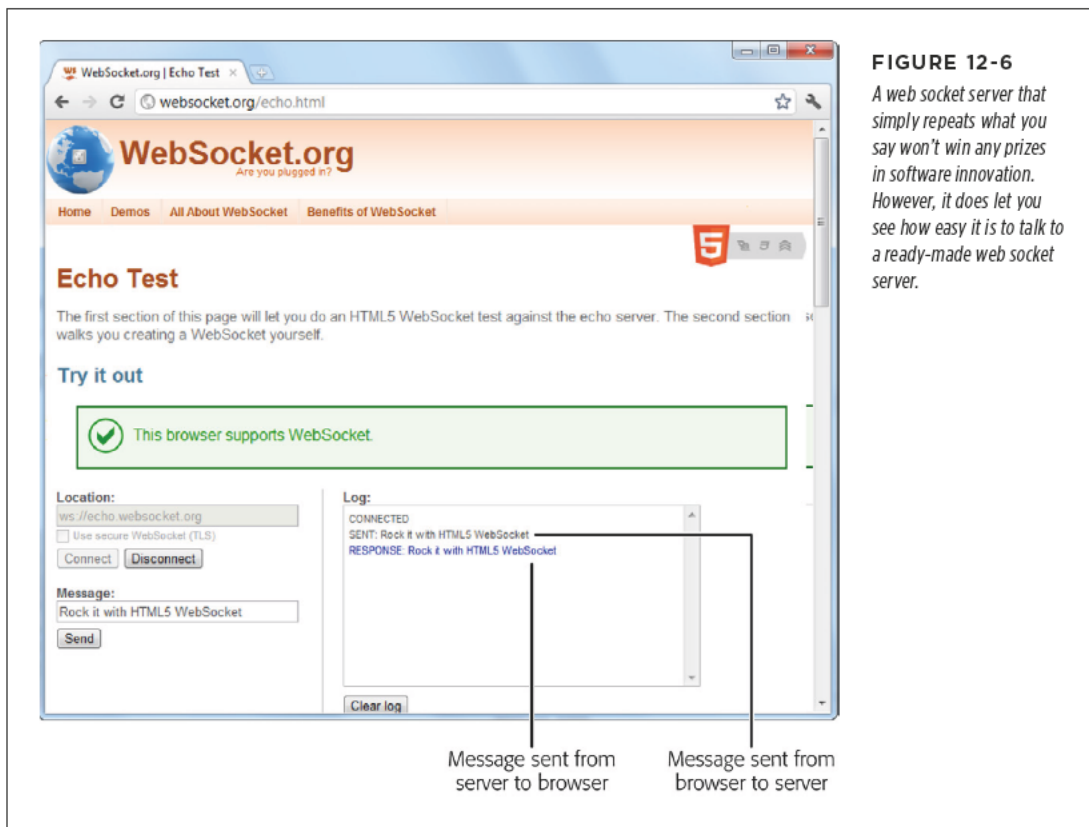 WebSocket.org | Echo Test
websocket.org/echo.html
WebSocket.org
Are you plugged in?
Home Demos All About WebSocket Benefits of WebSocket
5
Echo Test
The first section of this page will let you do an HTML5 WebSocket test against the echo server. The second section
walks you creating a WebSocket yourself.
Try it out
This browser supports WebSocket.
Location:
ws://echo.websocket.org
Use secure WebSocket (TLS)
Connect Disconnect
Message:
Rock it with HTML5 WebSocket
Send
Log:
CONNECTED
SENT: Rock it with HTML5 WebSocket
RESPONSE: Rock it with HTML5 WebSocket
Clear log
Message sent from
server to browser
Message sent from
browser to server
FIGURE 12-6
A web socket server that
simply repeats what you
say won't win any prizes
in software innovation.
However, it does let you
see how easy it is to talk to
a ready-made web socket
server.